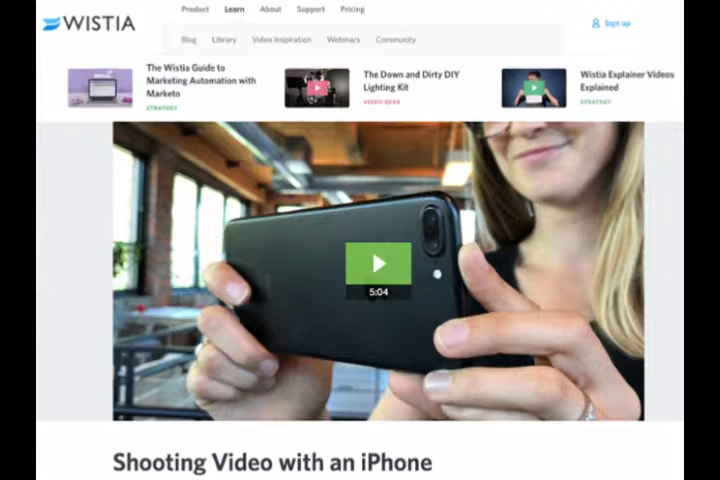 WISTIA
Product Learn About Support Pricing
Sign up
Blog Library Video Inspiration Webinars Community
The Wistia Guide to
Marketing Automation with
Marketo
STRATEGY
The Down and Dirty DIY
Lighting Kit
VIDEO GEAR
Wistia Explainer Videos
Explained
STRATEGY
5:04
Shooting Video with an iPhone